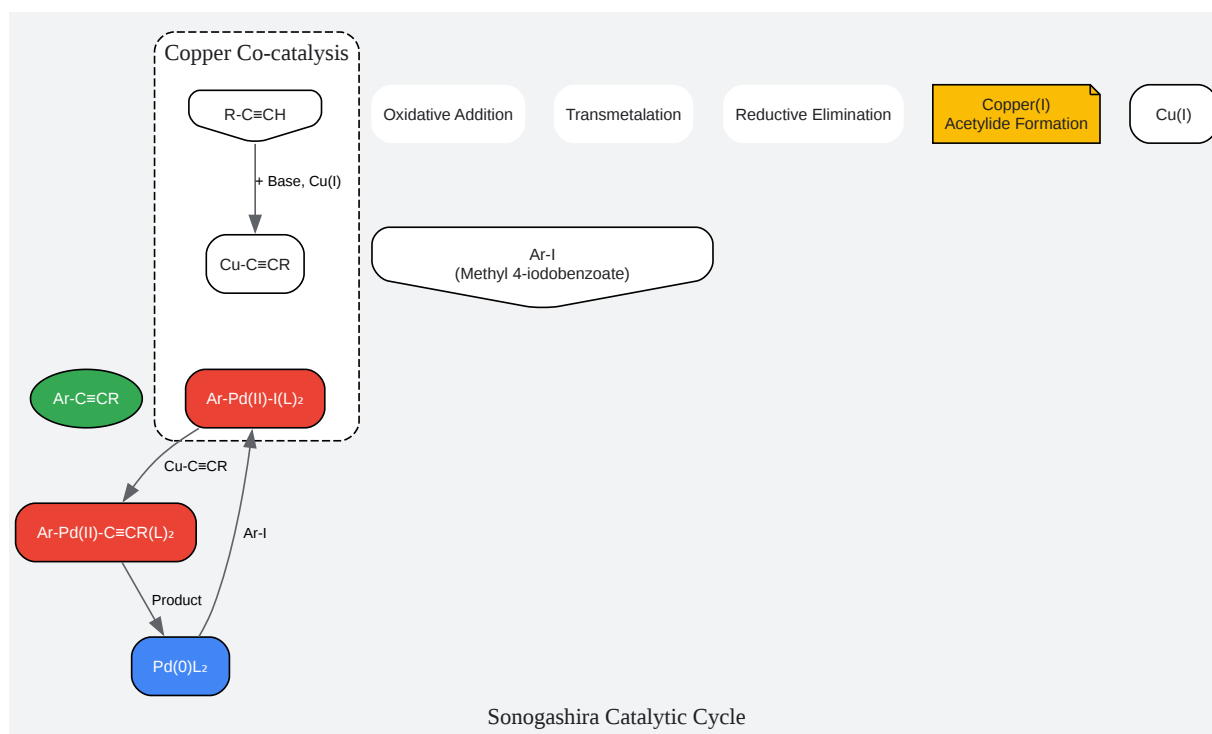 Copper Co-catalysis
R-C≡CH
Oxidative Addition
Transmetalation
Reductive Elimination
Copper(I)
Acetylide Formation
Cu(I)
+ Base, Cu(I)
Cu-C≡CR
Ar-I
(Methyl 4-iodobenzoate)
Ar-C≡CR
Ar-Pd(II)-I(L)₂
Cu-C≡CR
Ar-Pd(II)-C≡CR(L)₂
Ar-I
Product
Pd(0)L₂
Sonogashira Catalytic Cycle